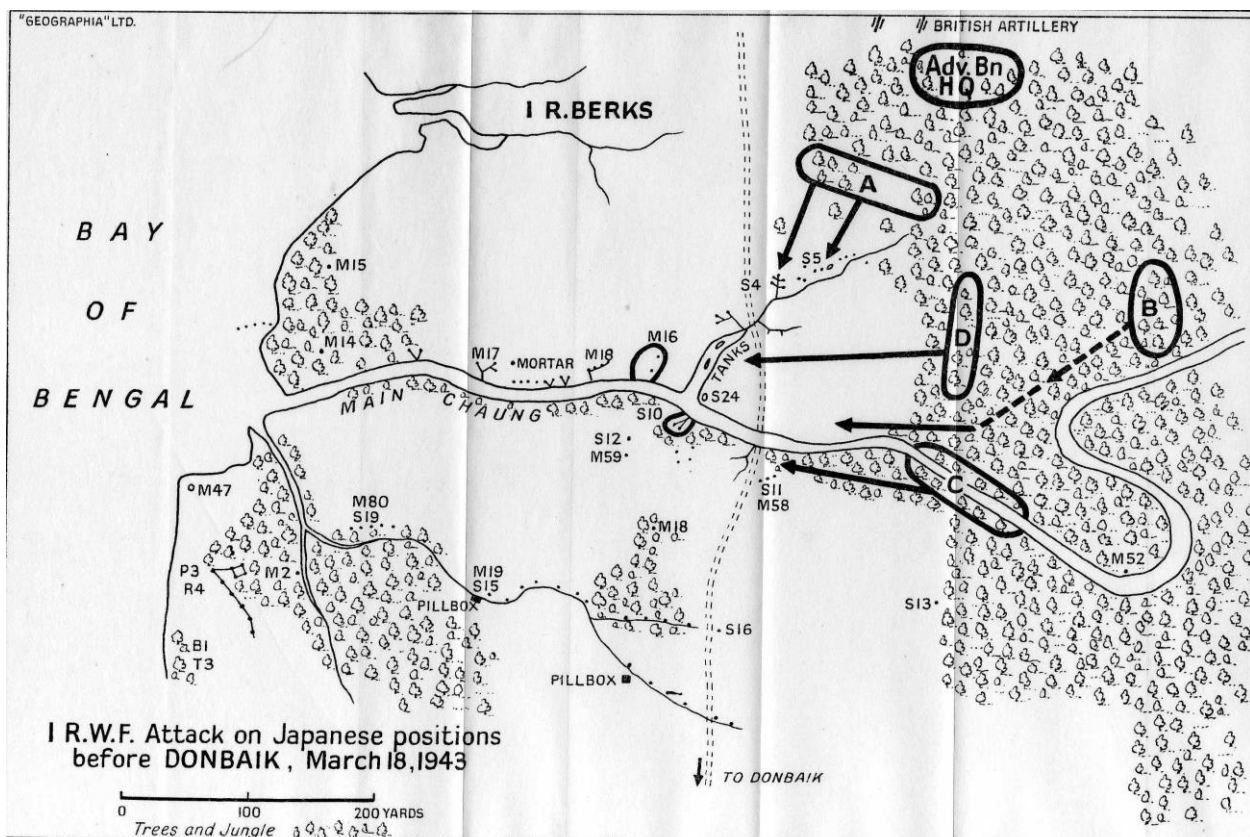 "GEOGRAPHIA" LTD.
BRITISH ARTILLERY
Adv. Bn
HQ
I R.BERKS
A
BAY
OF
BENGAL
M15
S5
S4
B
M14
M16
D
M17
MORTAR
M18
TANKS
S24
MAIN CHAUNG
S10
S12
M59
C
S11
M58
M47
M80
S19
M18
M52
P3
R4
M2
M19
S15
PILLBOX
S13
S16
B1
T3
PILLBOX
I R.W.F. Attack on Japanese positions
before DONBAIK, March 18, 1943
TO DONBAIK
0 100 200 YARDS
Trees and Jungle